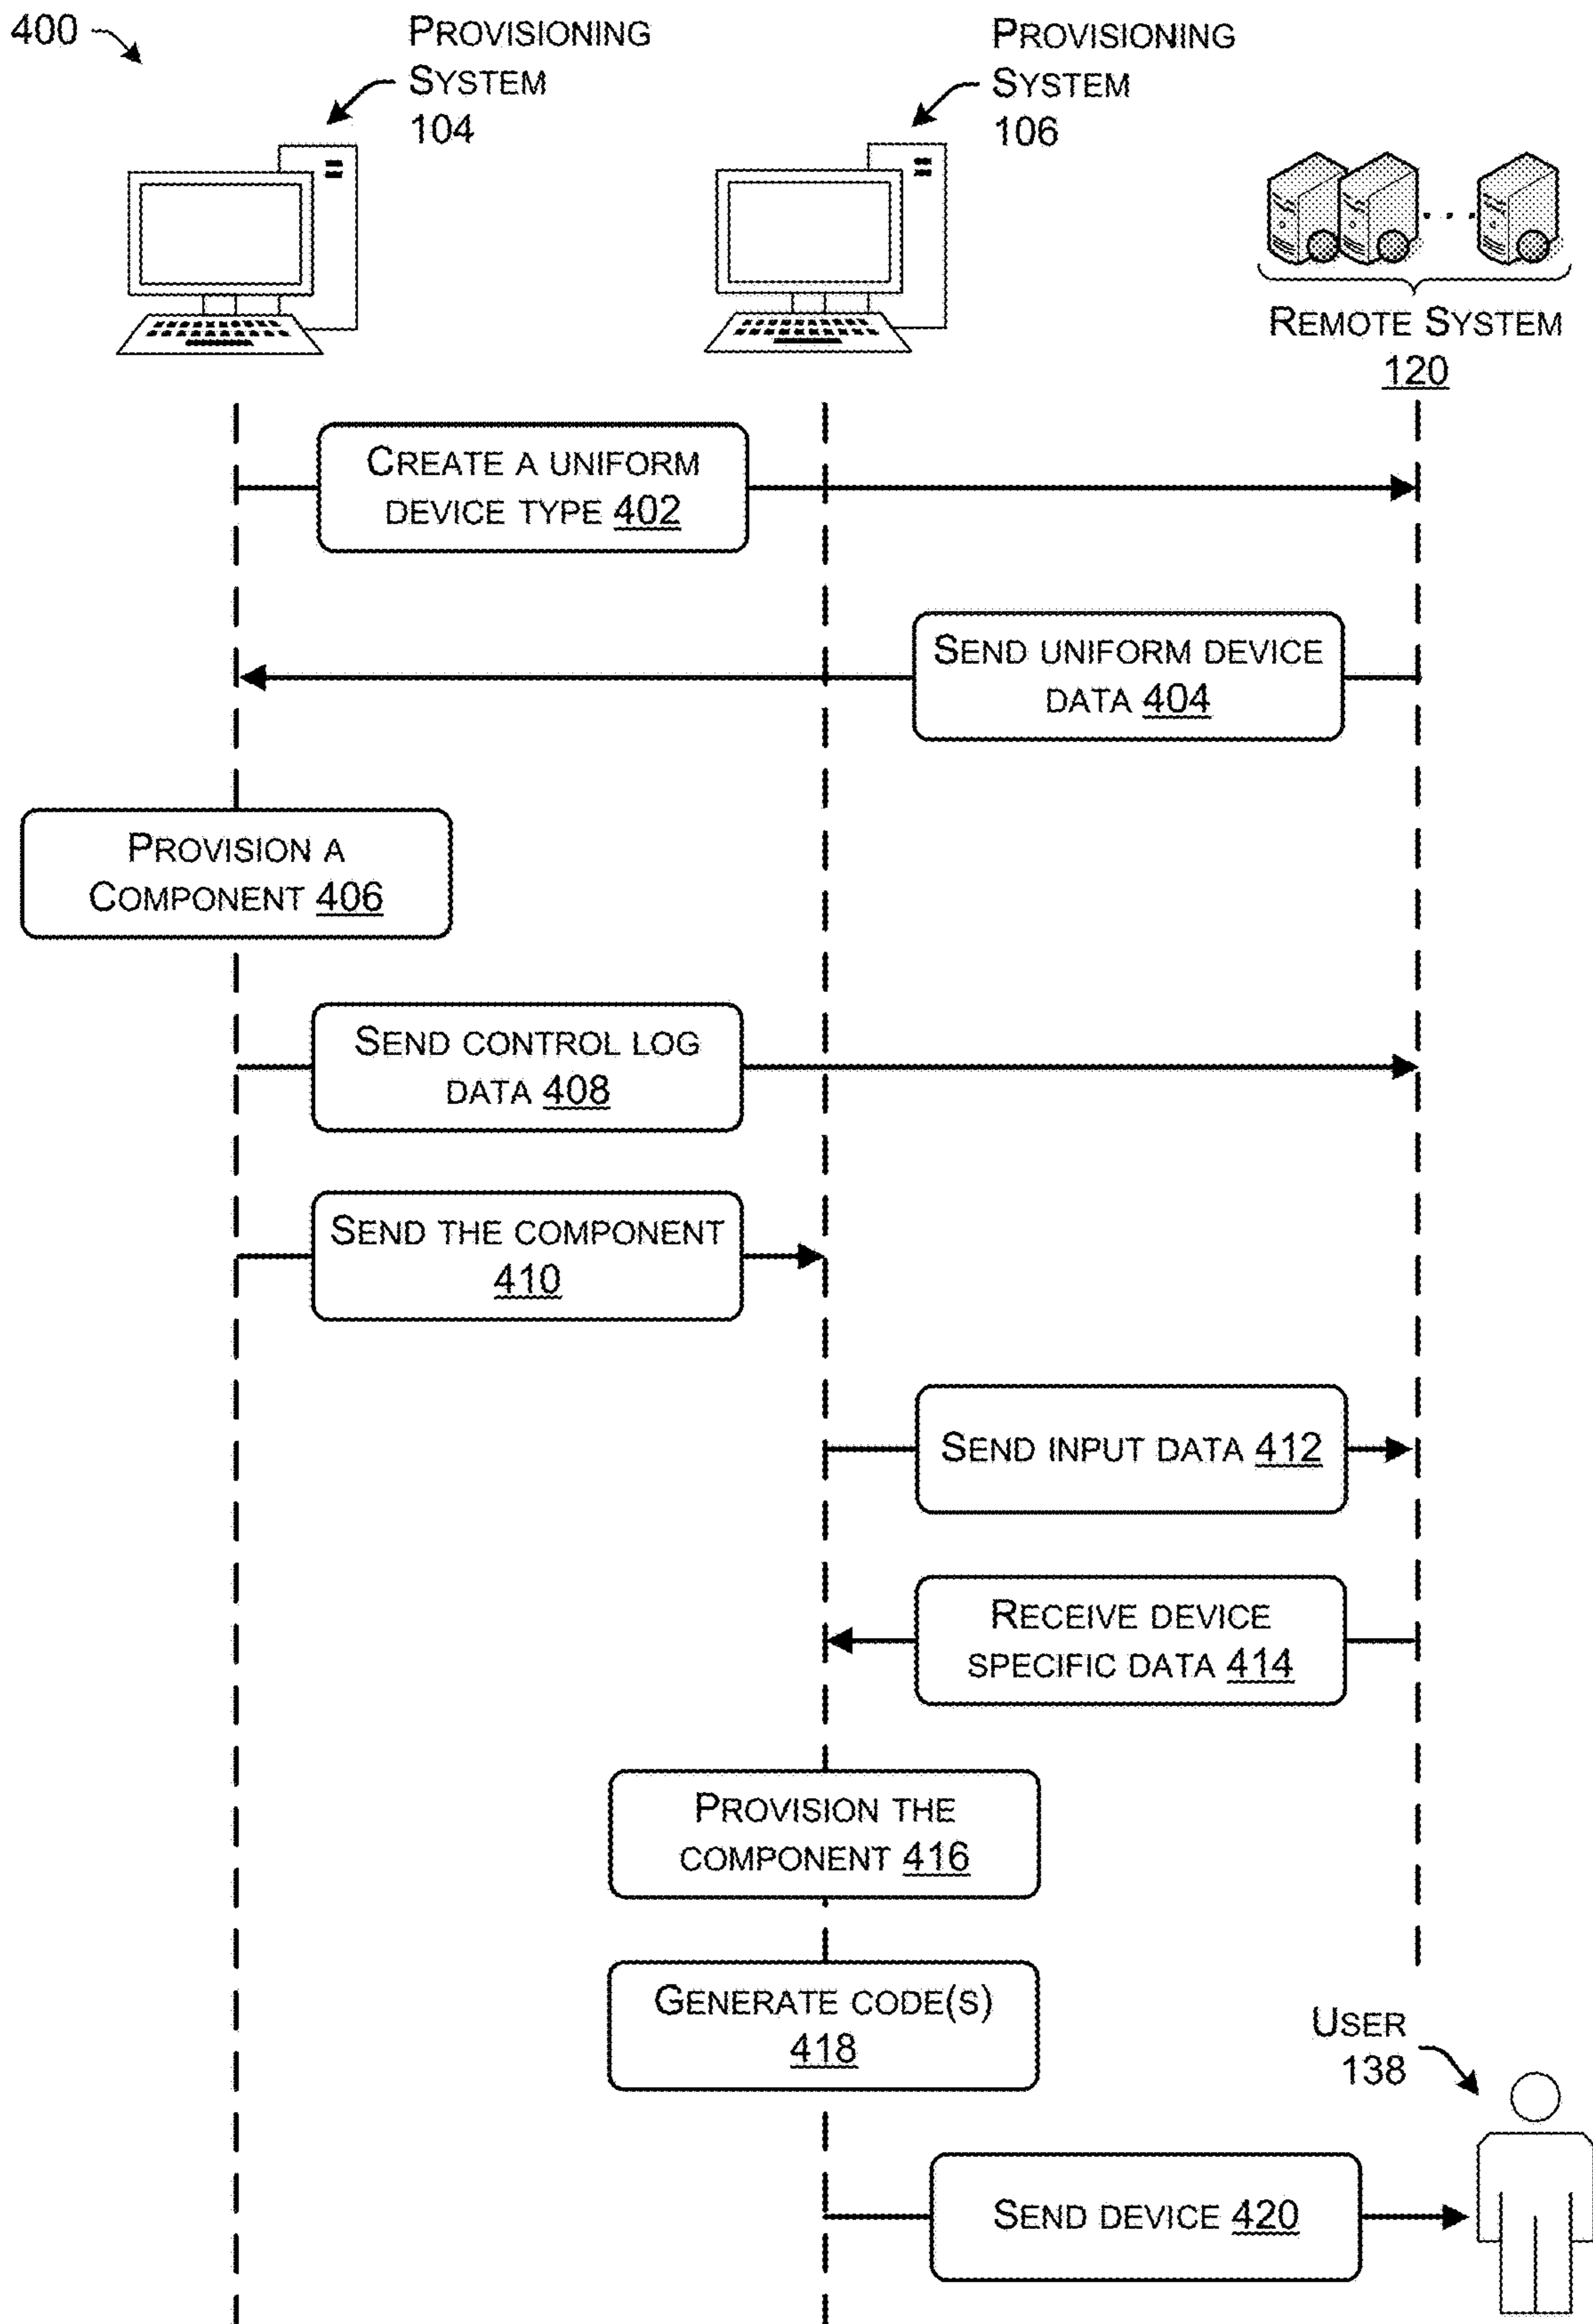 400
PROVISIONING
SYSTEM
104
PROVISIONING
SYSTEM
106
REMOTE SYSTEM
120
CREATE A UNIFORM
DEVICE TYPE 402
SEND UNIFORM DEVICE
DATA 404
PROVISION A
COMPONENT 406
SEND CONTROL LOG
DATA 408
SEND THE COMPONENT
410
SEND INPUT DATA 412
RECEIVE DEVICE
SPECIFIC DATA 414
PROVISION THE
COMPONENT 416
GENERATE CODE(S)
418
USER
138
SEND DEVICE 420